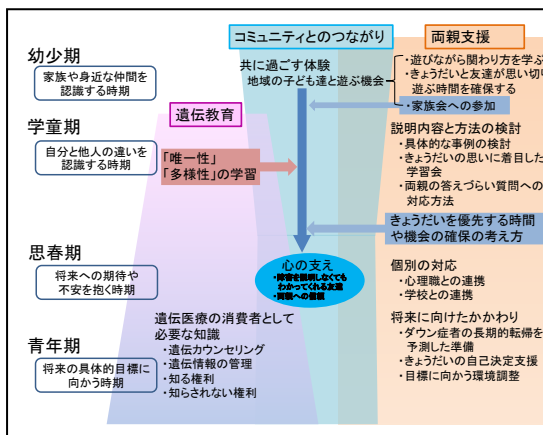 コミュニティとのつながり
両親支援
幼少期
家族や身近な仲間を
認識する時期
共に過ごす体験
地域の子ども達と遊ぶ機会
・遊びながら関わり方を学ぶ
・きょうだいと友達が思い切り
遊ぶ時間を確保する
・家族会への参加
遺伝教育
学童期
自分と他人の違いを
認識する時期
「唯一性」
「多様性」の学習
説明内容と方法の検討
・具体的な事例の検討
・きょうだいの思いに着目した
学習会
・両親の答えづらい質問への
対応方法
きょうだいを優先する時間
や機会の確保の考え方
思春期
将来への期待や
不安を抱く時期
心の支え
・障害を説明しなくても
わかってくれる友達
・両親への信頼
個別の対応
・心理職との連携
・学校との連携
青年期
将来の具体的目標に
向かう時期
遺伝医療の消費者として
必要な知識
・遺伝カウンセリング
・遺伝情報の管理
・知る権利
・知らされない権利
将来に向けたかかわり
・ダウン症者の長期的転帰を
予測した準備
・きょうだいの自己決定支援
・目標に向かう環境調整